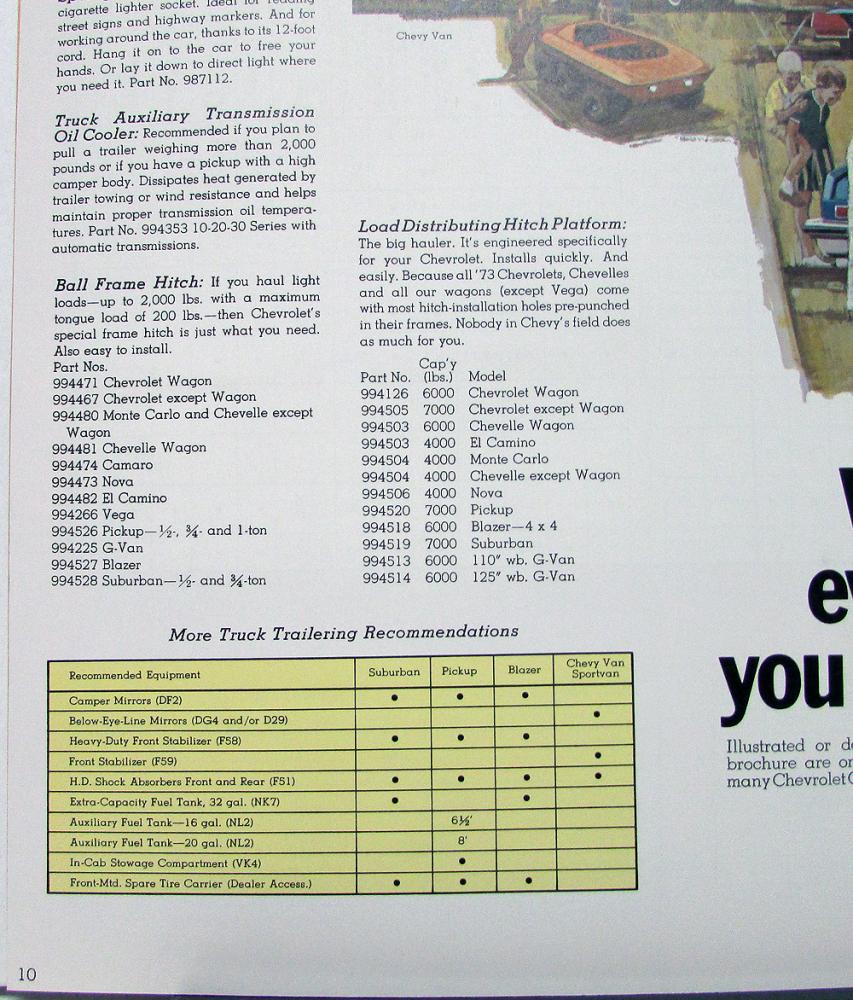 cigarette lighter socket. Ideal for reading
street signs and highway markers. And for
working around the car, thanks to its 12-foot
cord. Hang it on to the car to free your
hands. Or lay it down to direct light where
you need it. Part No. 987112.
Truck Auxiliary Transmission
Oil Cooler: Recommended if you plan to
pull a trailer weighing more than 2,000
pounds or if you have a pickup with a high
camper body. Dissipates heat generated by
trailer towing or wind resistance and helps
maintain proper transmission oil tempera-
tures. Part No. 994353 10-20-30 Series with
automatic transmissions.
Ball Frame Hitch: If you haul light
loads—up to 2,000 lbs. with a maximum
tongue load of 200 lbs.—then Chevrolet's
special frame hitch is just what you need.
Also easy to install.
Part Nos.
994471 Chevrolet Wagon
994467 Chevrolet except Wagon
994480 Monte Carlo and Chevelle except
Wagon
994481 Chevelle Wagon
994474 Camaro
994473 Nova
994482 El Camino
994266 Vega
994526 Pickup—½-, ¾- and 1-ton
994225 G-Van
994527 Blazer
994528 Suburban—½- and ¾-ton
Chevy Van
Load Distributing Hitch Platform:
The big hauler. It's engineered specifically
for your Chevrolet. Installs quickly. And
easily. Because all '73 Chevrolets, Chevelles
and all our wagons (except Vega) come
with most hitch-installation holes pre-punched
in their frames. Nobody in Chevy's field does
as much for you.
Cap'y
Part No. (lbs.) Model
994126 6000 Chevrolet Wagon
994505 7000 Chevrolet except Wagon
994503 6000 Chevelle Wagon
994503 4000 El Camino
994504 4000 Monte Carlo
994504 4000 Chevelle except Wagon
994506 4000 Nova
994520 7000 Pickup
994518 6000 Blazer—4 x 4
994519 7000 Suburban
994513 6000 110" wb. G-Van
994514 6000 125" wb. G-Van
More Truck Trailering Recommendations
Recommended Equipment Suburban Pickup Blazer Chevy Van
Sportvan
Camper Mirrors (DF2) • • •
Below-Eye-Line Mirrors (DG4 and/or D29) •
Heavy-Duty Front Stabilizer (F58) • • •
Front Stabilizer (F59) •
H.D. Shock Absorbers Front and Rear (F51) • • • •
Extra-Capacity Fuel Tank, 32 gal. (NK7) • •
Auxiliary Fuel Tank—16 gal. (NL2) 6½'
Auxiliary Fuel Tank—20 gal. (NL2) 8'
In-Cab Stowage Compartment (VK4) •
Front-Mtd. Spare Tire Carrier (Dealer Access.) • • •
you
Illustrated or de
brochure are or
many Chevrolet
10